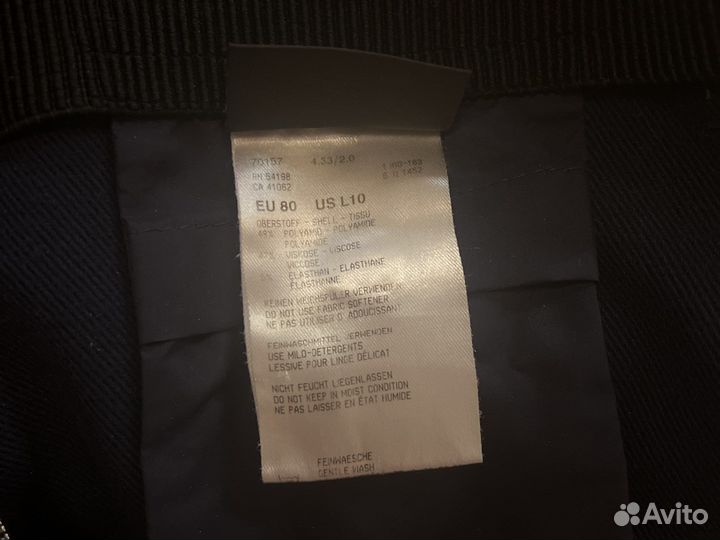 70157 4.33/2.0
RN 54198
CA 41062
EU 80 US L10
OBERSTOFF - SHELL - TISSU
49% POLYAMID - POLYAMIDE
POLYAMIDE
VISKOSE - VISCOSE
VICCOSE
ELASTHAN - ELASTHANE
ELASTHANNE
KEINEN WEICHSPÜLER VERWENDEN
DO NOT USE FABRIC SOFTENER
NE PAS UTILISER D'ADOUCISSANT
FEINWASCHMITTEL VERWENDEN
USE MILD-DETERGENTS
LESSIVE POUR LINGE DÉLICAT
NICHT FEUCHT LIEGENLASSEN
DO NOT KEEP IN MOIST CONDITION
NE PAS LAISSER EN ÉTAT HUMIDE
FEINWAESCHE
GENTLE WASH
Avito